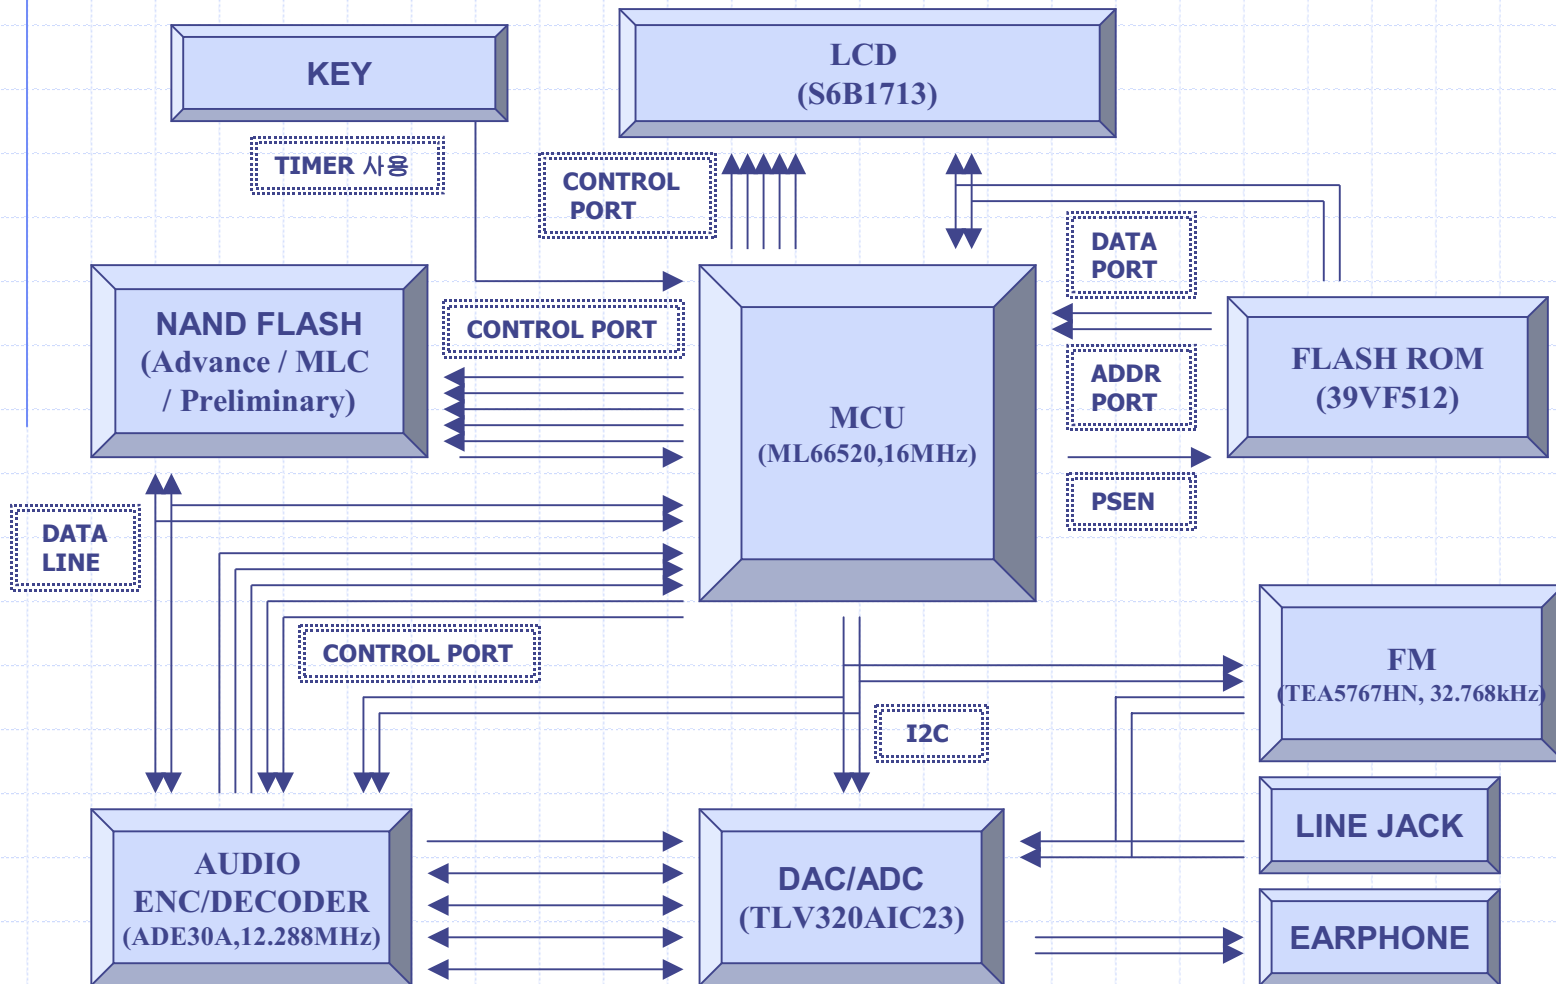 KEY
LCD
(S6B1713)
TIMER 사용
CONTROL
PORT
DATA
PORT
NAND FLASH
(Advance / MLC
/ Preliminary)
CONTROL PORT
MCU
(ML66520,16MHz)
ADDR
PORT
FLASH ROM
(39VF512)
PSEN
DATA
LINE
CONTROL PORT
FM
(TEA5767HN, 32.768kHz)
I2C
LINE JACK
AUDIO
ENC/DECODER
(ADE30A,12.288MHz)
DAC/ADC
(TLV320AIC23)
EARPHONE